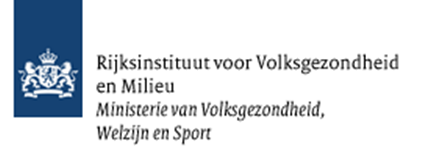 Rijksinstituut voor Volksgezondheid
en Milieu
Ministerie van Volksgezondheid,
Welzijn en Sport